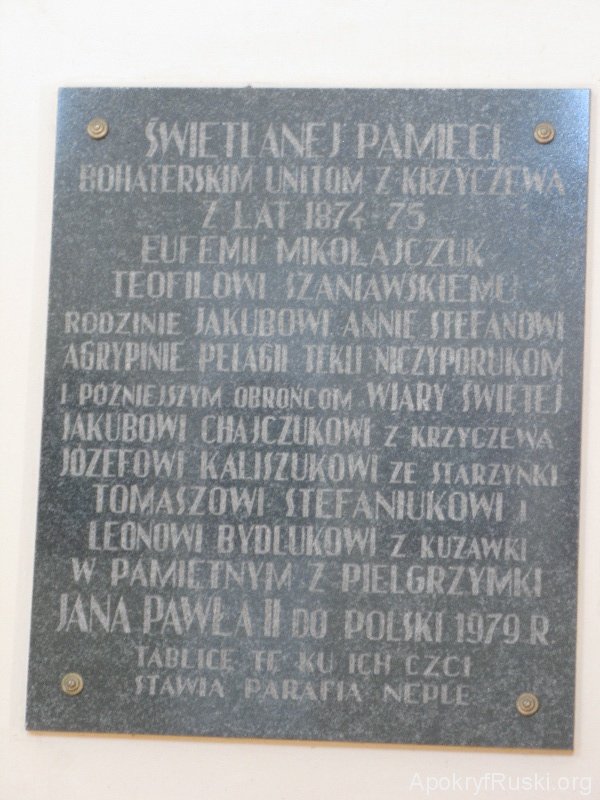 ŚWIETLANEJ PAMIĘCI
BOHATERSKIM UNITOM Z KRZYCZEWA
Z LAT 1874-75
EUFEMII MIKOŁAJCZUK
TEOFILOWI SZANIAWSKIEMU
RODZINIE JAKUBOWI ANNIE STEFANOWI
AGRYPINIE PELAGII TEKLI NICZYPORUKOM
I PÓŹNIEJSZYM OBROŃCOM WIARY ŚWIĘTEJ
JAKUBOWI CHAJCZUKOWI Z KRZYCZEWA
JÓZEFOWI KALISZUKOWI ZE STARZYNKI
TOMASZOWI STEFANIUKOWI I
LEONOWI BYDLUKOWI Z KUZAWKI
W PAMIĘTNYM Z PIELGRZYMKI
JANA PAWŁA II DO POLSKI 1979 R
TABLICĘ TĘ KU ICH CZCI
STAWIA PARAFIA NEPLE
ApokryfRuski.org